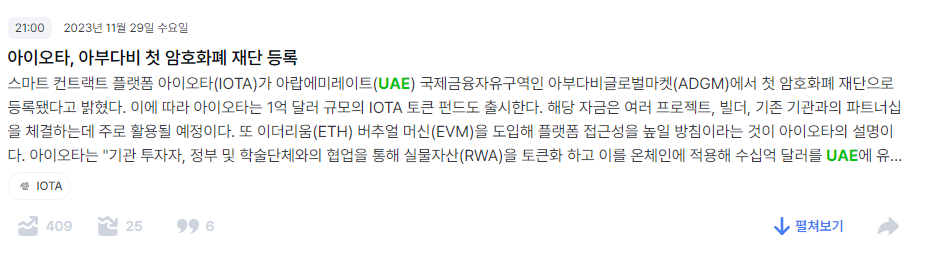 21:00 2023년 11월 29일 수요일
아이오타, 아부다비 첫 암호화폐 재단 등록
스마트 컨트랙트 플랫폼 아이오타(IOTA)가 아랍에미레이트(UAE) 국제금융자유구역인 아부다비글로벌마켓(ADGM)에서 첫 암호화폐 재단으로
등록됐다고 밝혔다. 이에 따라 아이오타는 1억 달러 규모의 IOTA 토큰 펀드도 출시한다. 해당 자금은 여러 프로젝트, 빌더, 기존 기관과의 파트너십
을 체결하는데 주로 활용될 예정이다. 또 이더리움(ETH) 버추얼 머신(EVM)을 도입해 플랫폼 접근성을 높일 방침이라는 것이 아이오타의 설명이
다. 아이오타는 "기관 투자자, 정부 및 학술단체와의 협업을 통해 실물자산(RWA)을 토큰화 하고 이를 온체인에 적용해 수십억 달러를 UAE에 유...
IOTA
409 25 6 펼쳐보기